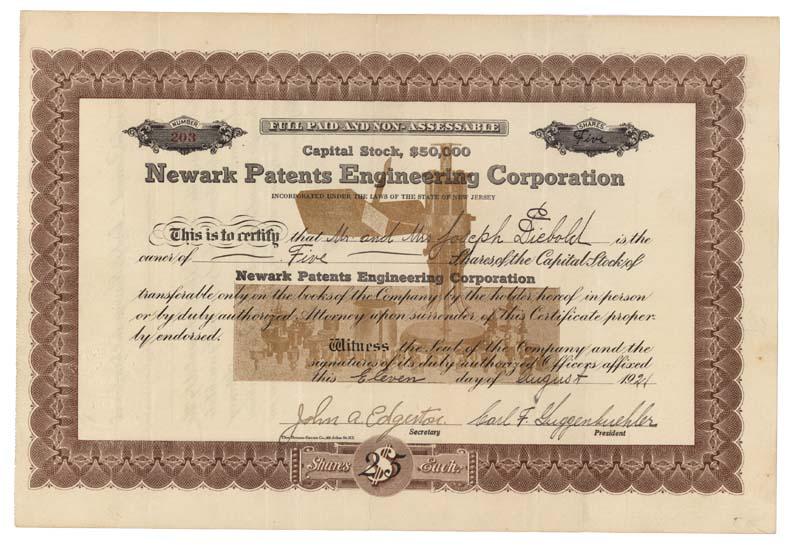 NUMBER
203
FULL PAID AND NON-ASSESSABLE
SHARES
Five
Capital Stock, $50,000
Newark Patents Engineering Corporation
INCORPORATED UNDER THE LAWS OF THE STATE OF NEW JERSEY
This is to certify that Mr and Mrs Joseph Diebold is the
owner of Five Shares of the Capital Stock of
Newark Patents Engineering Corporation
transferable only on the books of the Company by the holder hereof in person
or by duly authorized Attorney upon surrender of this Certificate proper-
ly endorsed.
Witness the Seal of the Company and the
signatures of its duly authorized Officers affixed
this Eleven day of August 1921
John A. Edgerton Carl F. Guggenbuehler
Secretary President
Shares $25 Each